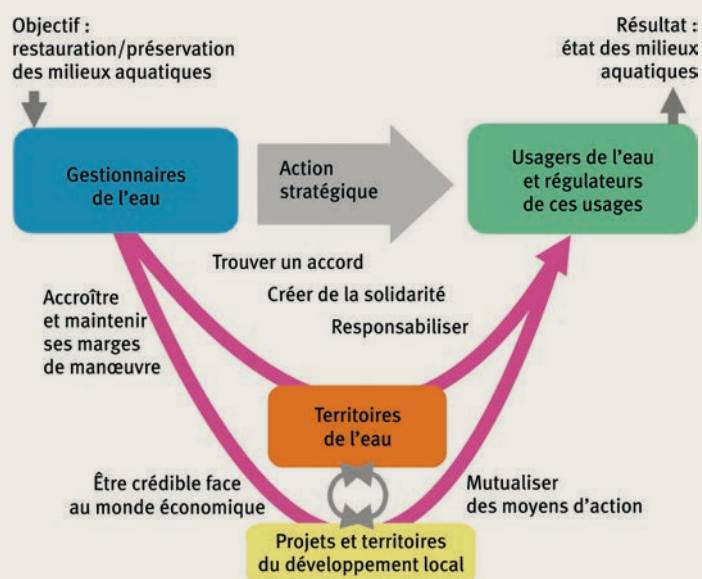 Objectif :
restauration/préservation
des milieux aquatiques
Résultat :
état des milieux
aquatiques
Gestionnaires
de l’eau
Action
stratégique
Usagers de l’eau
et régulateurs
de ces usages
Trouver un accord
Créer de la solidarité
Responsabiliser
Accroître
et maintenir
ses marges
de manœuvre
Territoires
de l’eau
Être crédible face
au monde économique
Mutualiser
des moyens d’action
Projets et territoires
du développement local